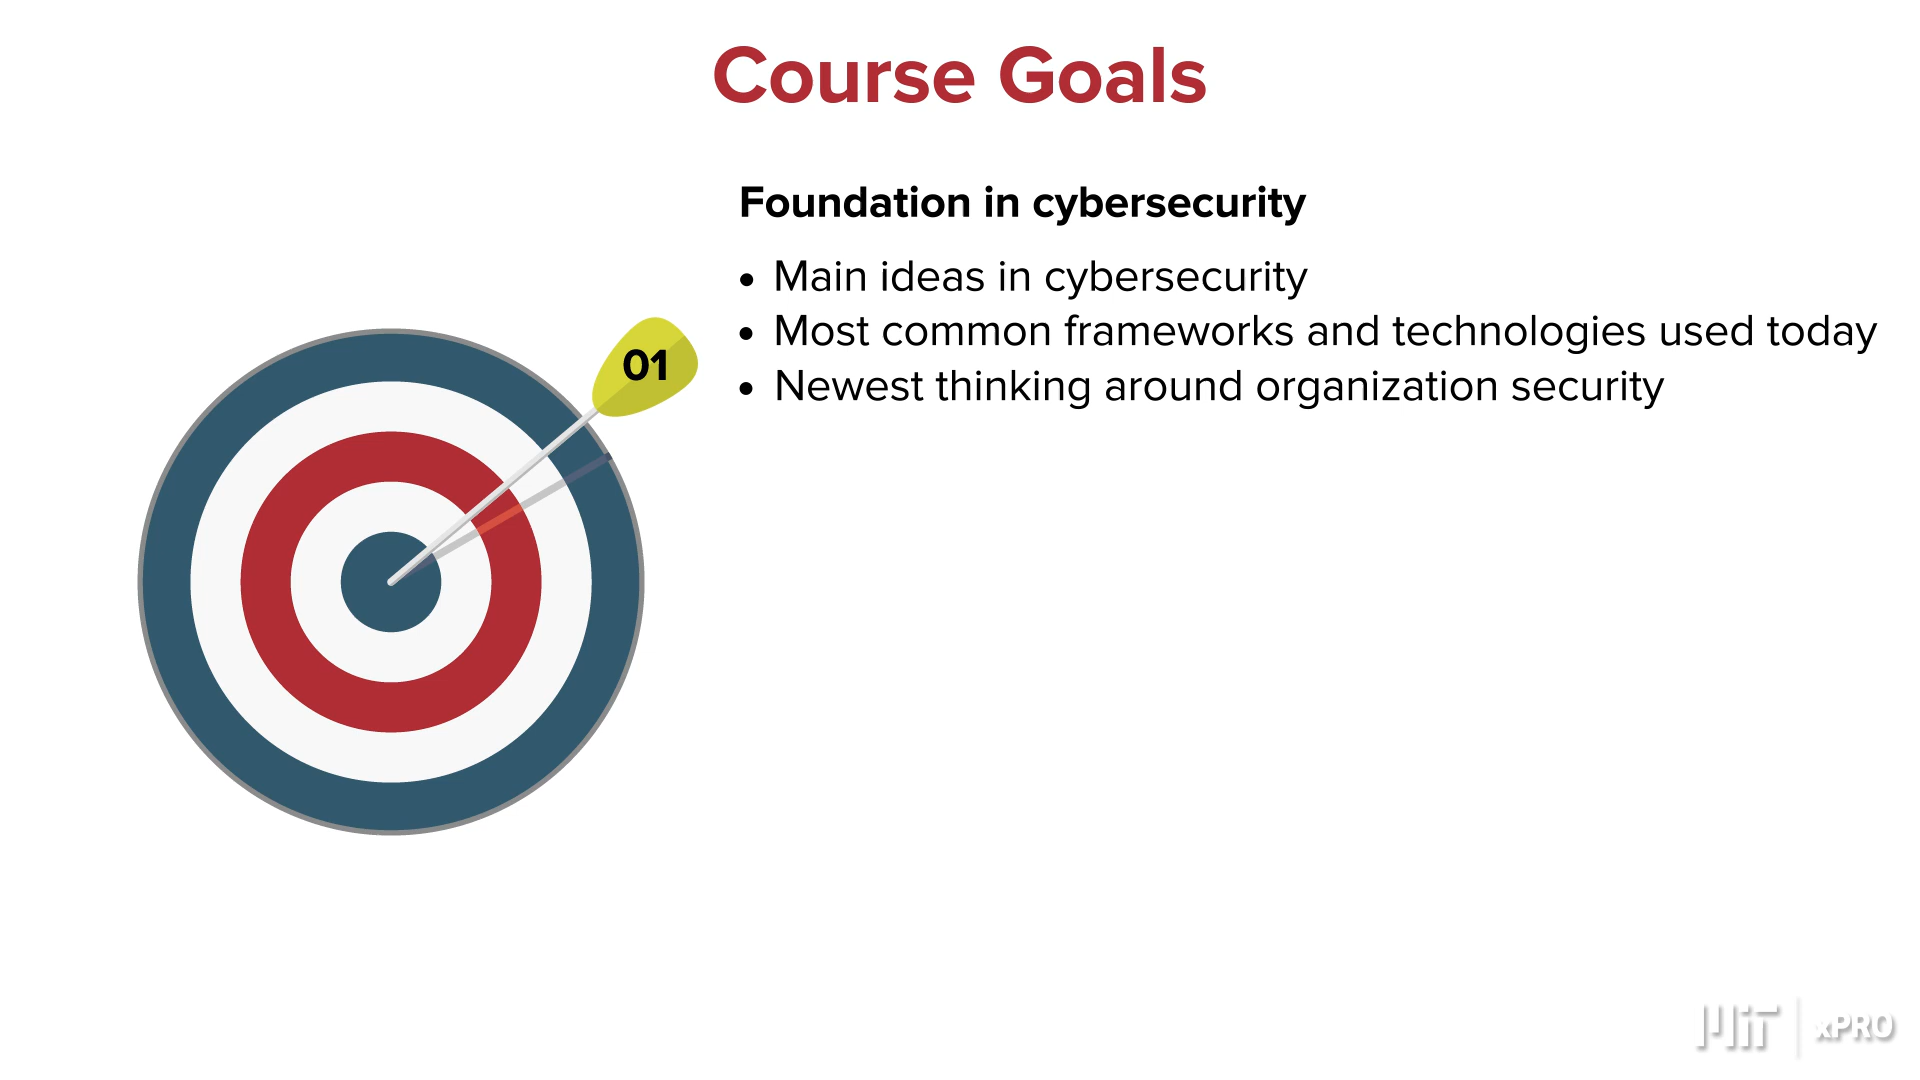 Course Goals
Foundation in cybersecurity
• Main ideas in cybersecurity
• Most common frameworks and technologies used today
• Newest thinking around organization security
01
MIT | xPRO